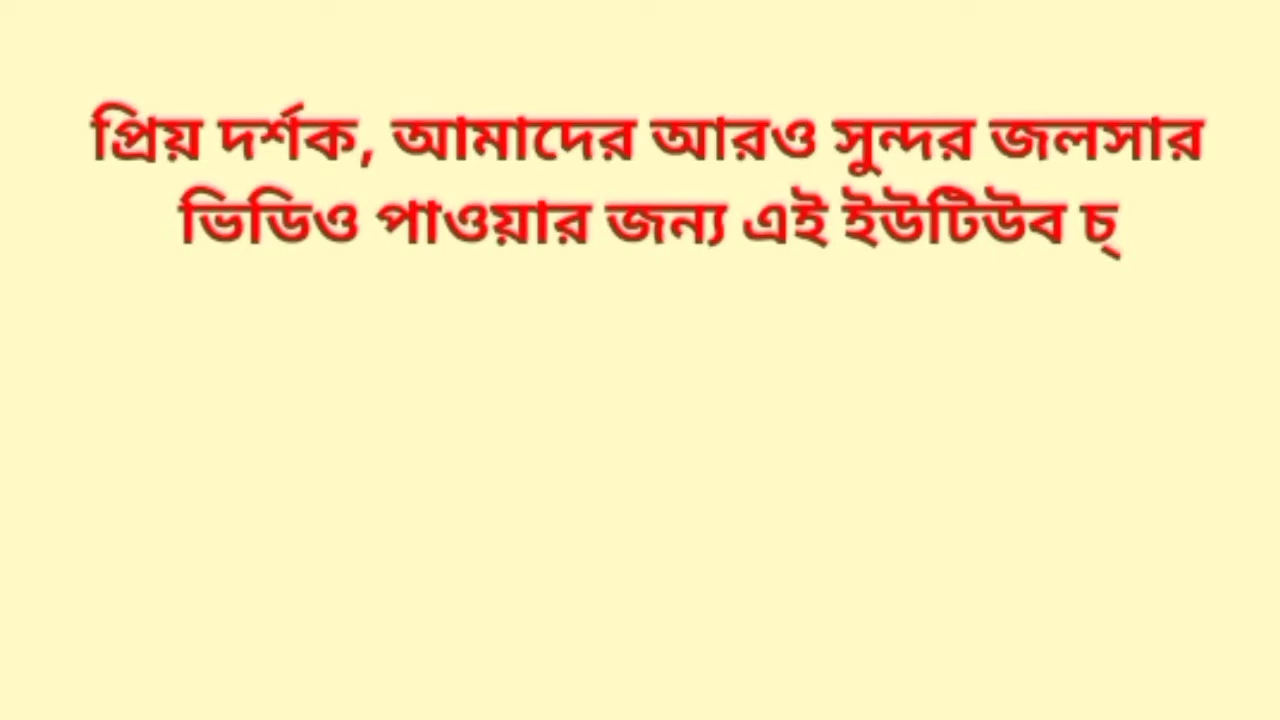 প্রিয় দর্শক, আমাদের আরও সুন্দর জলসার
ভিডিও পাওয়ার জন্য এই ইউটিউব চ্